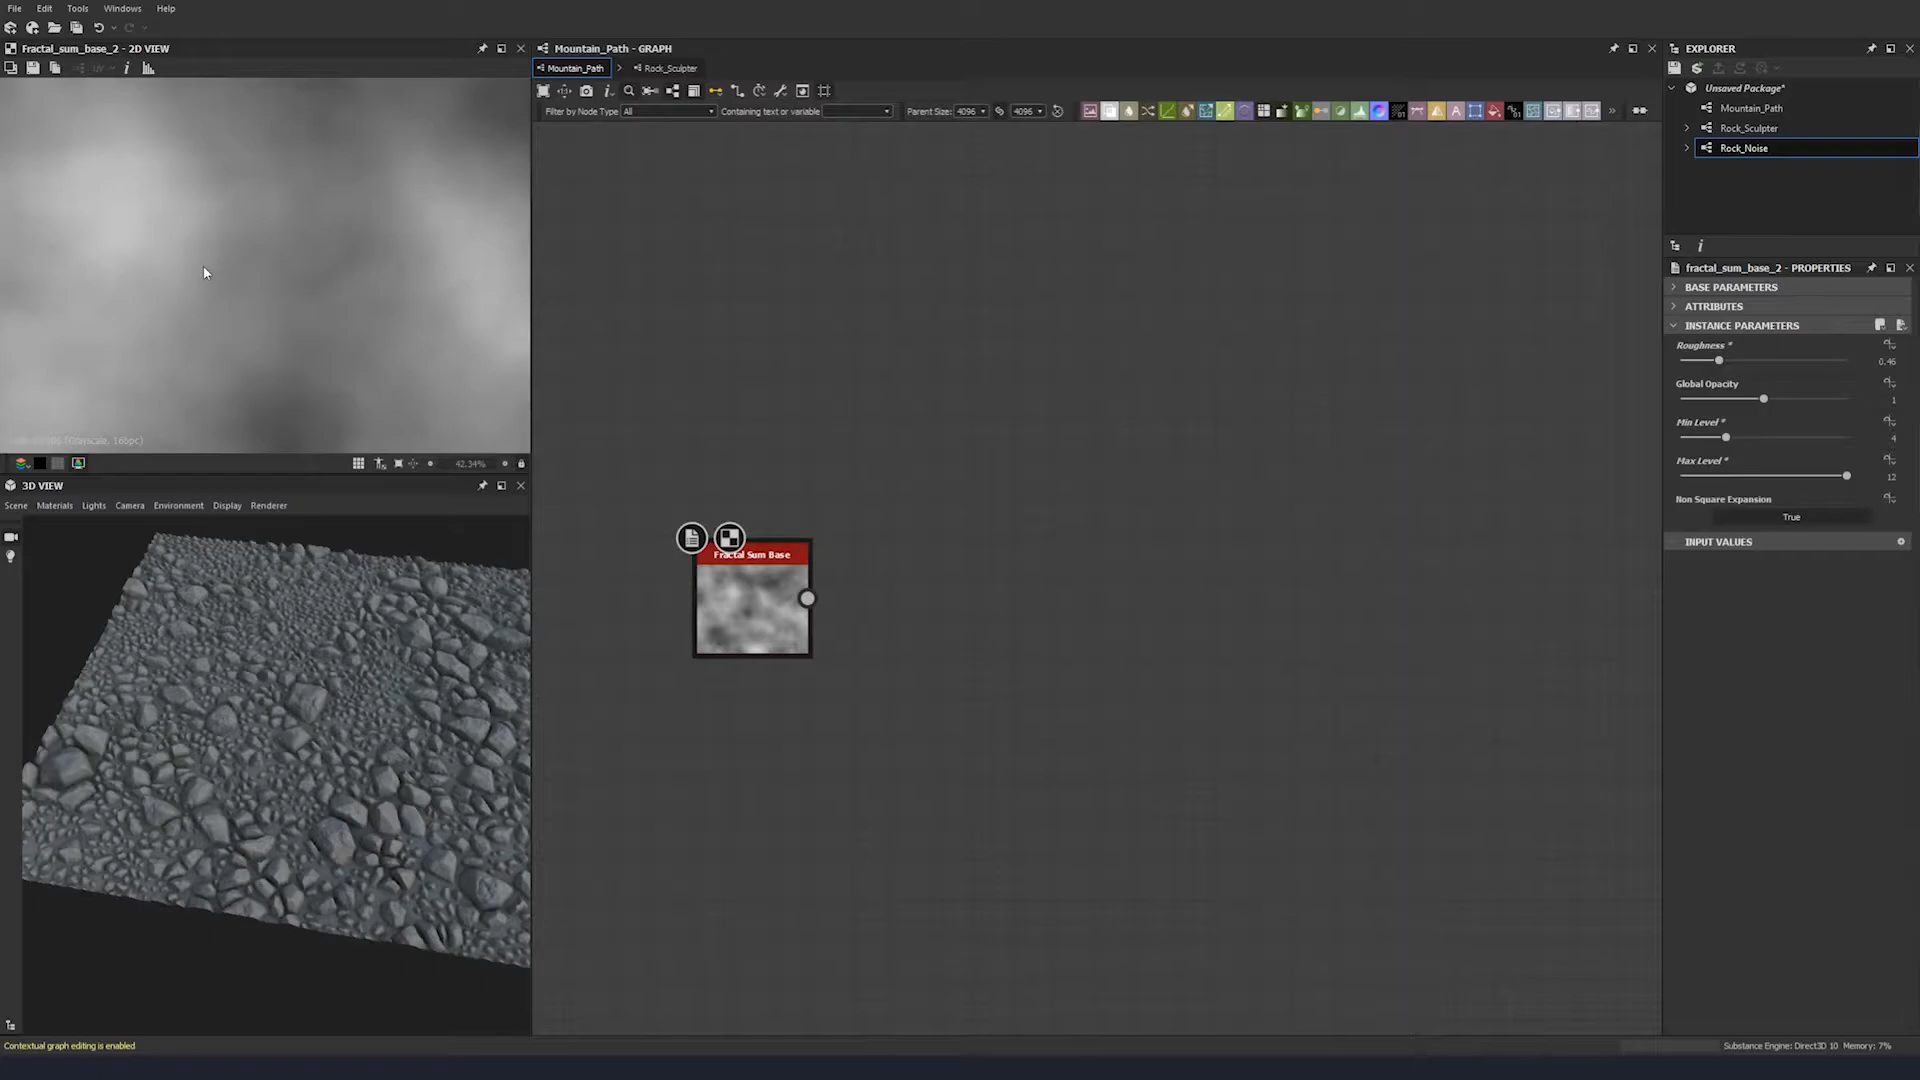 File Edit Tools Windows Help
Fractal_sum_base_2 - 2D VIEW
(Grayscale, 16bpc)
42.34%
3D VIEW
Scene Materials Lights Camera Environment Display Renderer
Mountain_Path - GRAPH
Mountain_Path > Rock_Sculpter
Filter by Node Type All Containing text or variable Parent Size: 4096 4096
Fractal Sum Base
EXPLORER
Unsaved Package*
Mountain_Path
Rock_Sculpter
Rock_Noise
fractal_sum_base_2 - PROPERTIES
BASE PARAMETERS
ATTRIBUTES
INSTANCE PARAMETERS
Roughness *
0.46
Global Opacity
1
Min Level *
4
Max Level *
12
Non Square Expansion
True
INPUT VALUES
Contextual graph editing is enabled
Substance Engine: Direct3D 10 Memory: 7%